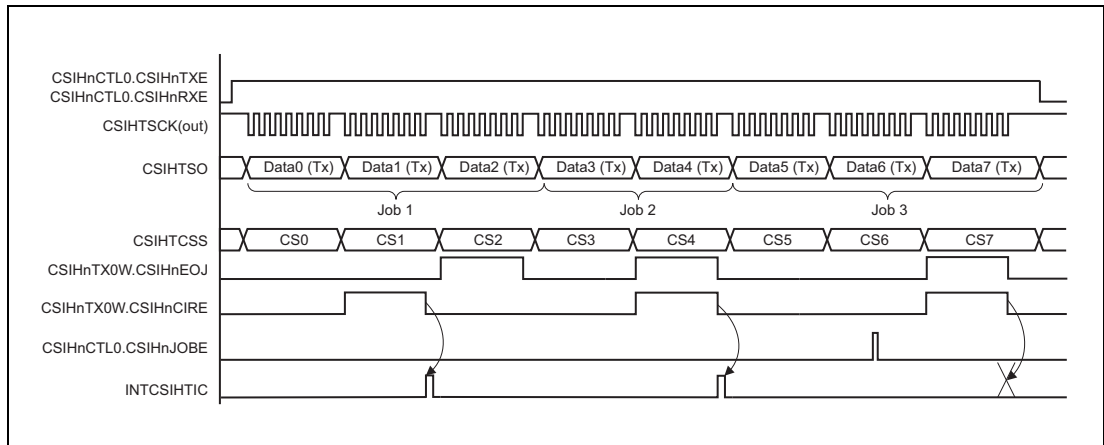 CSIHnCTL0.CSIHnTXE
CSIHnCTL0.CSIHnRXE
CSIHTSCK(out)
CSIHTSO
Data0 (Tx) Data1 (Tx) Data2 (Tx) Data3 (Tx) Data4 (Tx) Data5 (Tx) Data6 (Tx) Data7 (Tx)
Job 1 Job 2 Job 3
CSIHTCSS
CS0 CS1 CS2 CS3 CS4 CS5 CS6 CS7
CSIHnTX0W.CSIHnEOJ
CSIHnTX0W.CSIHnCIRE
CSIHnCTL0.CSIHnJOBE
INTCSIHTIC